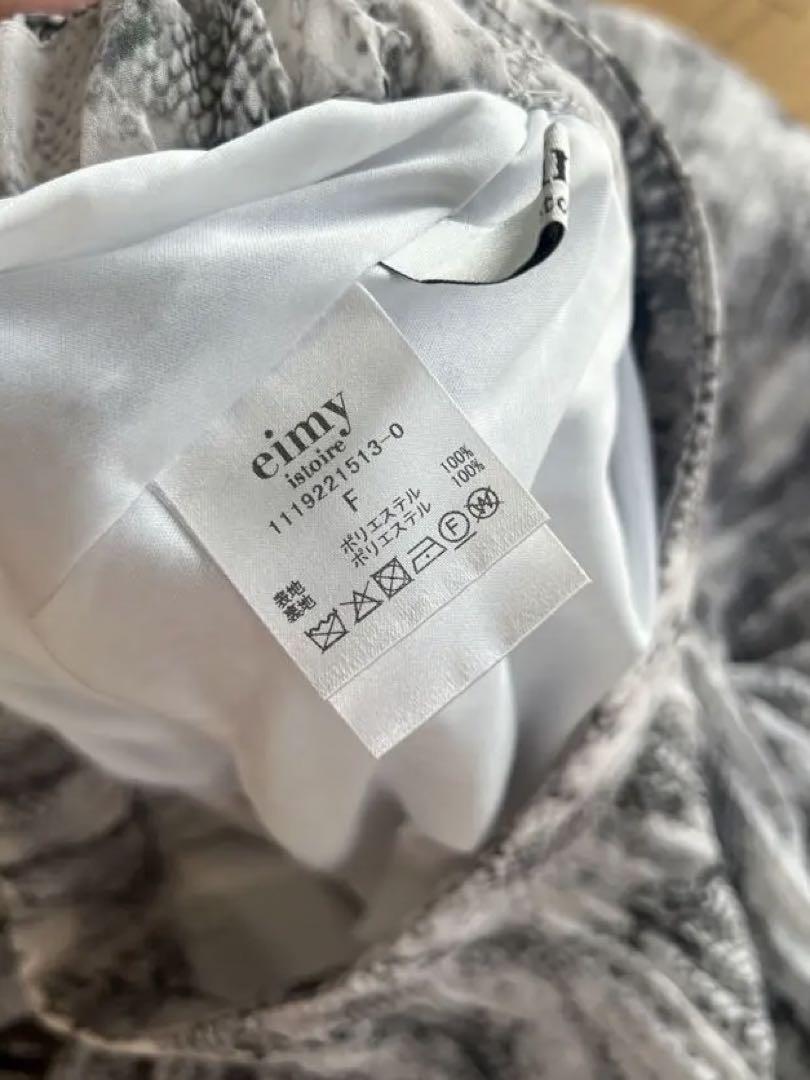 eimy
istoire
1119221513-0
F
表地 ポリエステル 100%
裏地 ポリエステル 100%
F W